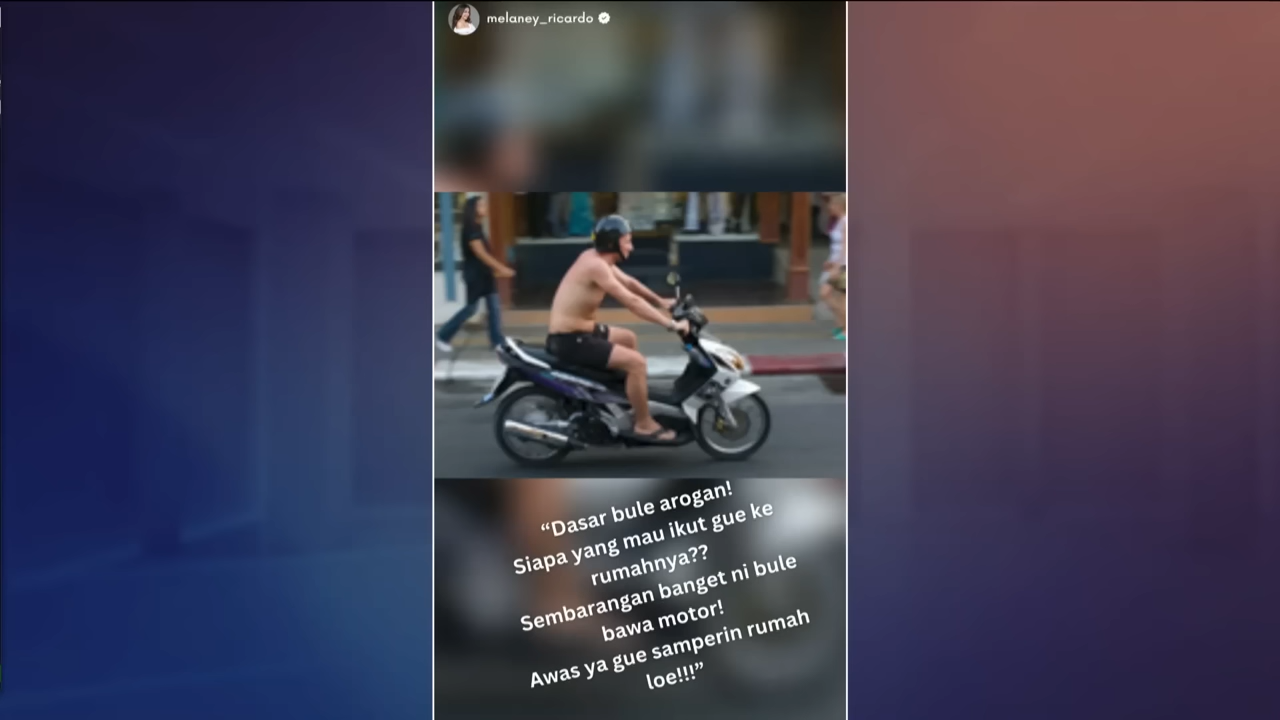 melaney_ricardo
“Dasar bule arogan!
Siapa yang mau ikut gue ke
rumahnya??
Sembarangan banget ni bule
bawa motor!
Awas ya gue samperin rumah
loe!!!”